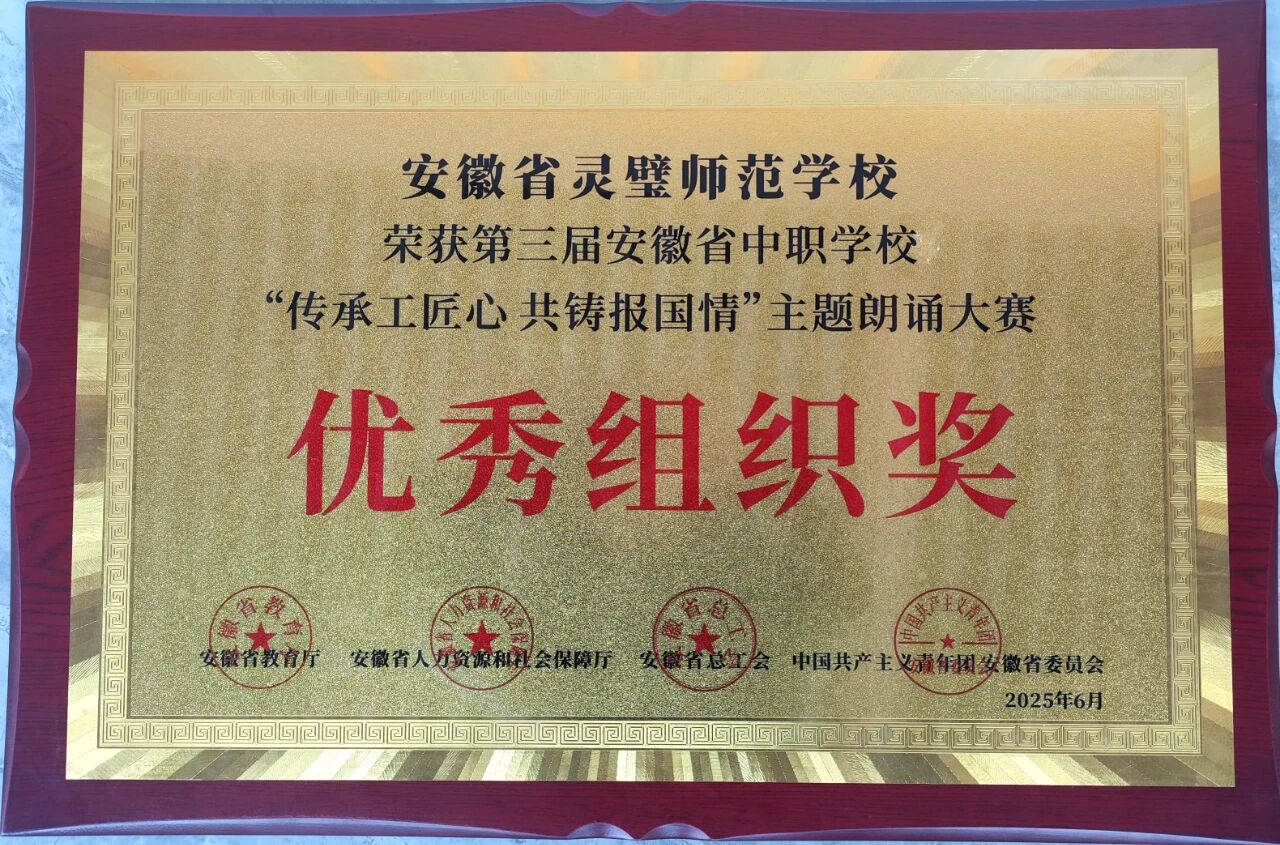 安徽省灵璧师范学校
荣获第三届安徽省中职学校
“传承工匠心 共铸报国情”主题朗诵大赛
优秀组织奖
安徽省教育厅 安徽省人力资源和社会保障厅 安徽省总工会 中国共产主义青年团安徽省委员会
2025年6月